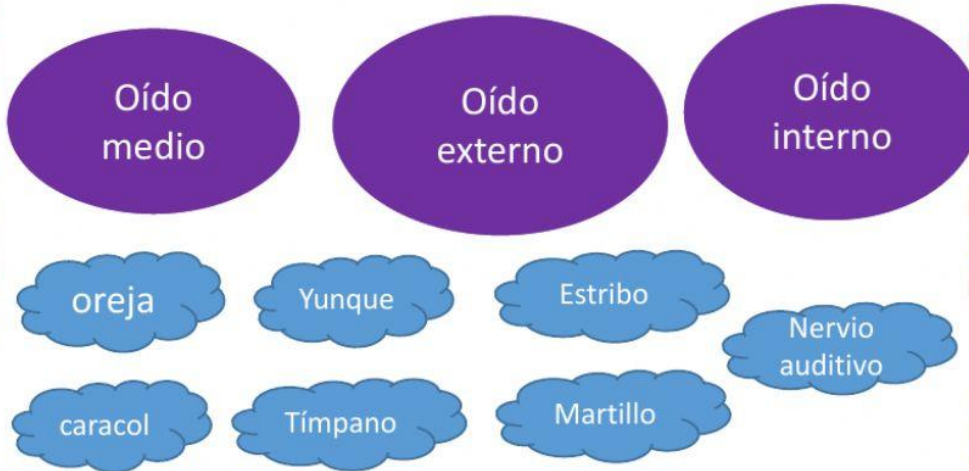 Oído
medio
Oído
externo
Oído
interno
oreja
Yunque
Estribo
Nervio
auditivo
caracol
Tímpano
Martillo